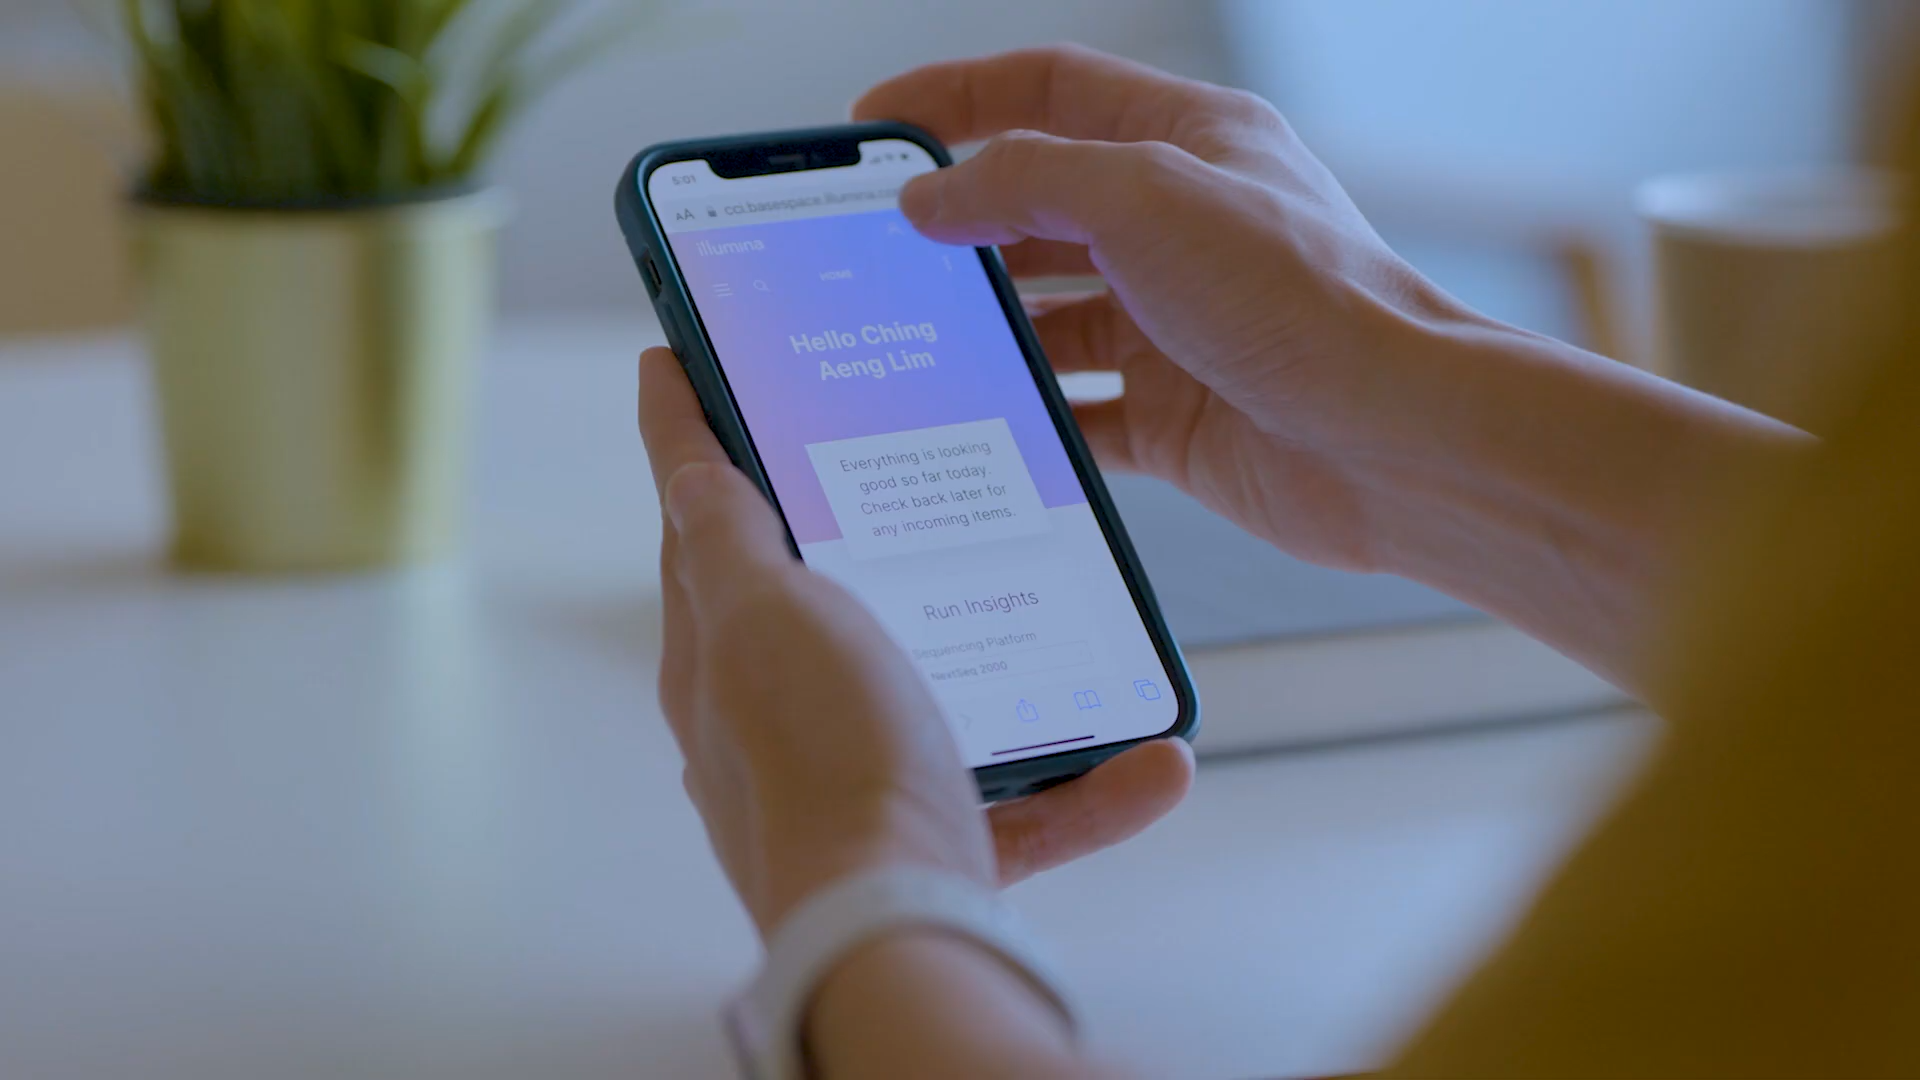 5:01
AA cci.basespace.illumina.co
illumina
HOME
Hello Ching
Aeng Lim
Everything is looking
good so far today.
Check back later for
any incoming items.
Run Insights
Sequencing Platform
NextSeq 2000